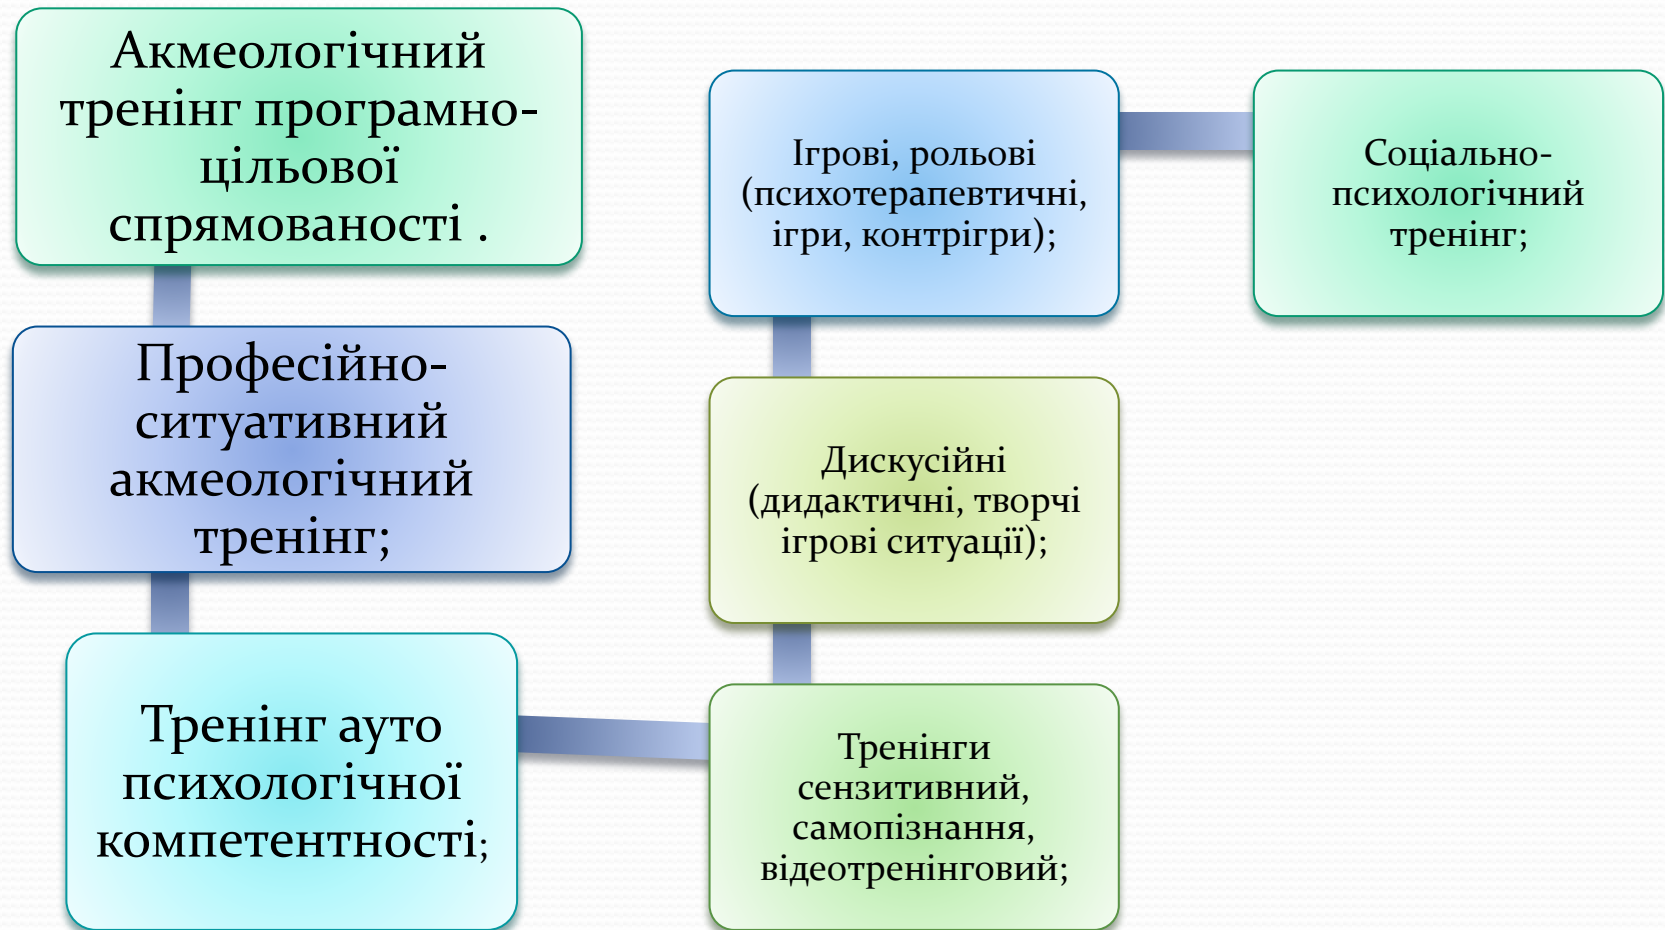 Акмеологічний
тренінг програмно-
цільової
спрямованості .
Професійно-
ситуативний
акмеологічний
тренінг;
Тренінг ауто
психологічної
компетентності;
Тренінги
сензитивний,
самопізнання,
відеотренінговий;
Дискусійні
(дидактичні, творчі
ігрові ситуації);
Ігрові, рольові
(психотерапевтичні,
ігри, контрігри);
Соціально-
психологічний
тренінг;